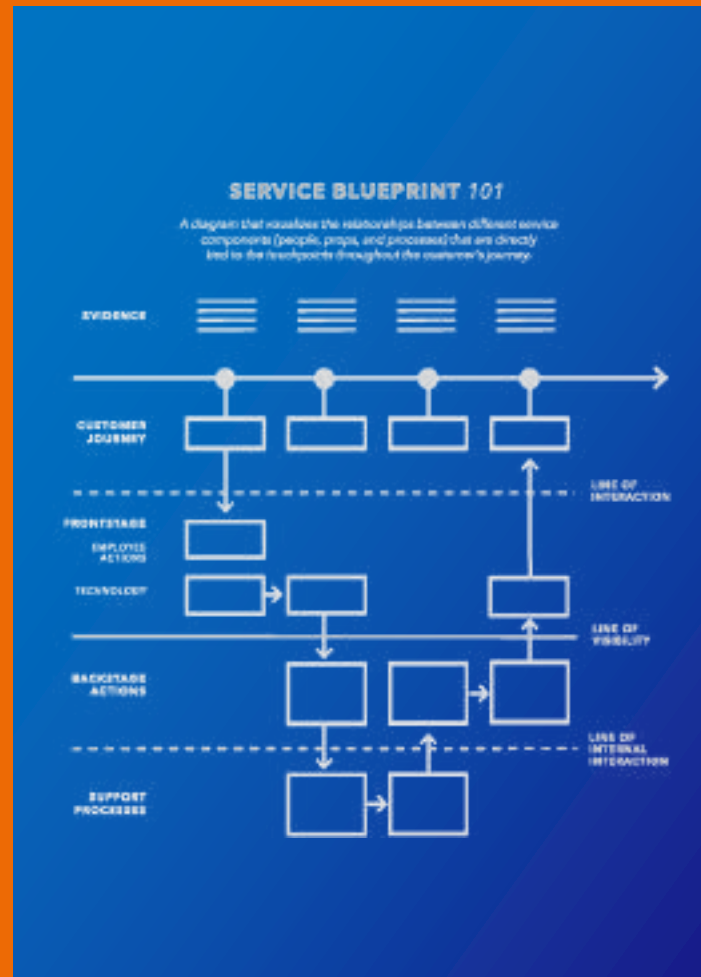 SERVICE BLUEPRINT 101
A diagram that visualizes the relationships between different service
components (people, props, and processes) that are directly
tied to the touchpoints throughout the customer's journey.
EVIDENCE
CUSTOMER
JOURNEY
LINE OF
INTERACTION
FRONTSTAGE
EMPLOYEE
ACTIONS
TECHNOLOGY
LINE OF
VISIBILITY
BACKSTAGE
ACTIONS
LINE OF
INTERNAL
INTERACTION
SUPPORT
PROCESSES